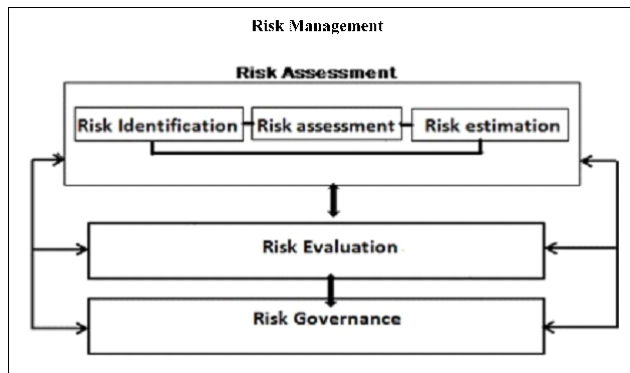 Risk Management
Risk Assessment
Risk Identification Risk assessment Risk estimation
Risk Evaluation
Risk Governance